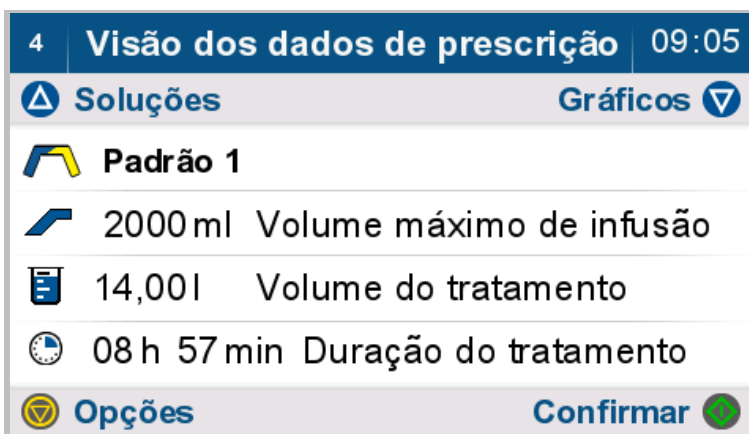 4 Visão dos dados de prescrição 09:05
Soluções Gráficos
Padrão 1
2000 ml Volume máximo de infusão
14,00 l Volume do tratamento
08 h 57 min Duração do tratamento
Opções Confirmar